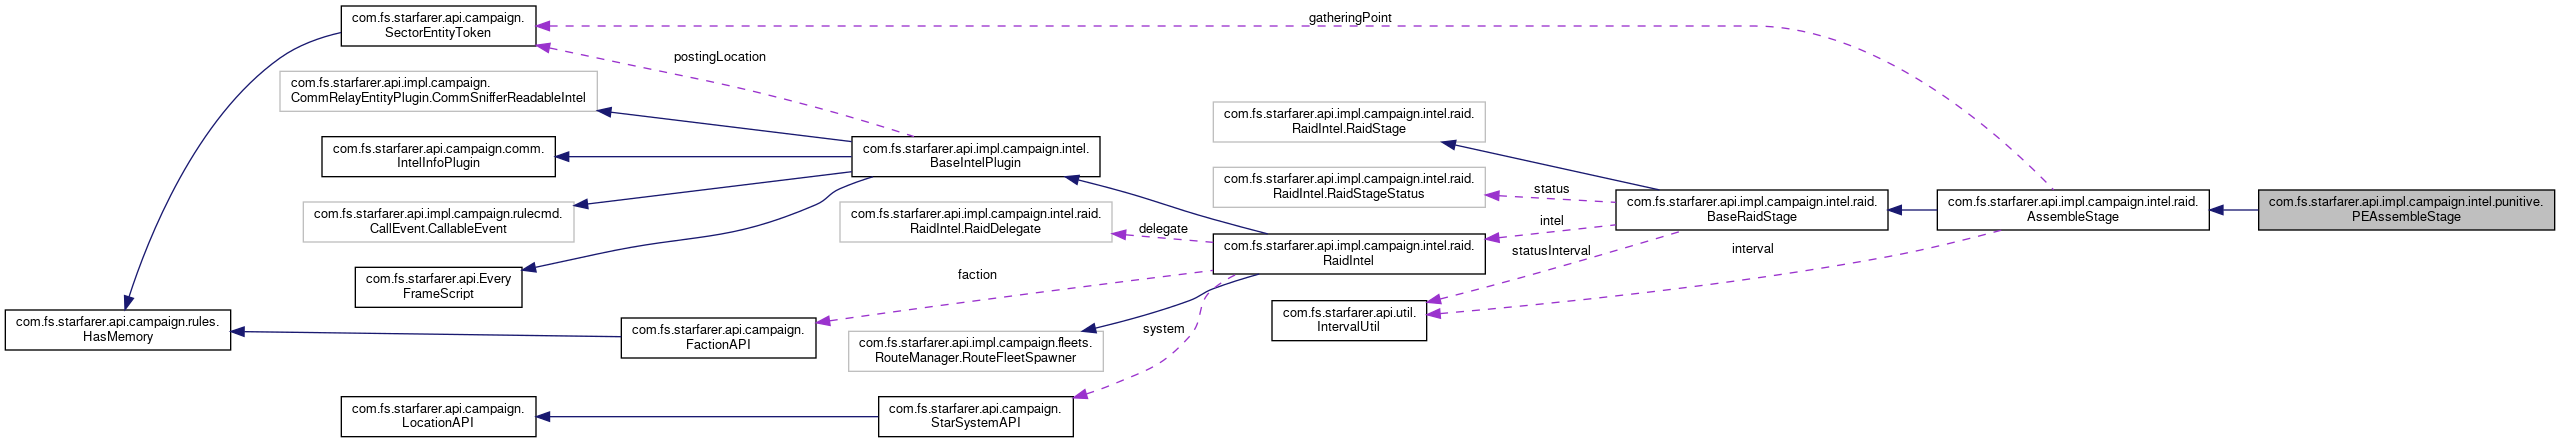 com.fs.starfarer.api.campaign.
SectorEntityToken
gatheringPoint
postingLocation
com.fs.starfarer.api.impl.campaign.
CommRelayEntityPlugin.CommSnifferReadableIntel
com.fs.starfarer.api.impl.campaign.intel.raid.
RaidIntel.RaidStage
com.fs.starfarer.api.campaign.comm.
IntelInfoPlugin
com.fs.starfarer.api.impl.campaign.intel.
BaseIntelPlugin
com.fs.starfarer.api.impl.campaign.intel.raid.
RaidIntel.RaidStageStatus
status
com.fs.starfarer.api.impl.campaign.intel.raid.
BaseRaidStage
com.fs.starfarer.api.impl.campaign.intel.raid.
AssembleStage
com.fs.starfarer.api.impl.campaign.intel.punitive.
PEAssembleStage
com.fs.starfarer.api.impl.campaign.rulecmd.
CallEvent.CallableEvent
com.fs.starfarer.api.impl.campaign.intel.raid.
RaidIntel.RaidDelegate
delegate
intel
com.fs.starfarer.api.impl.campaign.intel.raid.
RaidIntel
statusInterval
interval
com.fs.starfarer.api.Every
FrameScript
faction
com.fs.starfarer.api.campaign.rules.
HasMemory
com.fs.starfarer.api.campaign.
FactionAPI
com.fs.starfarer.api.impl.campaign.fleets.
RouteManager.RouteFleetSpawner
system
com.fs.starfarer.api.util.
IntervalUtil
com.fs.starfarer.api.campaign.
LocationAPI
com.fs.starfarer.api.campaign.
StarSystemAPI